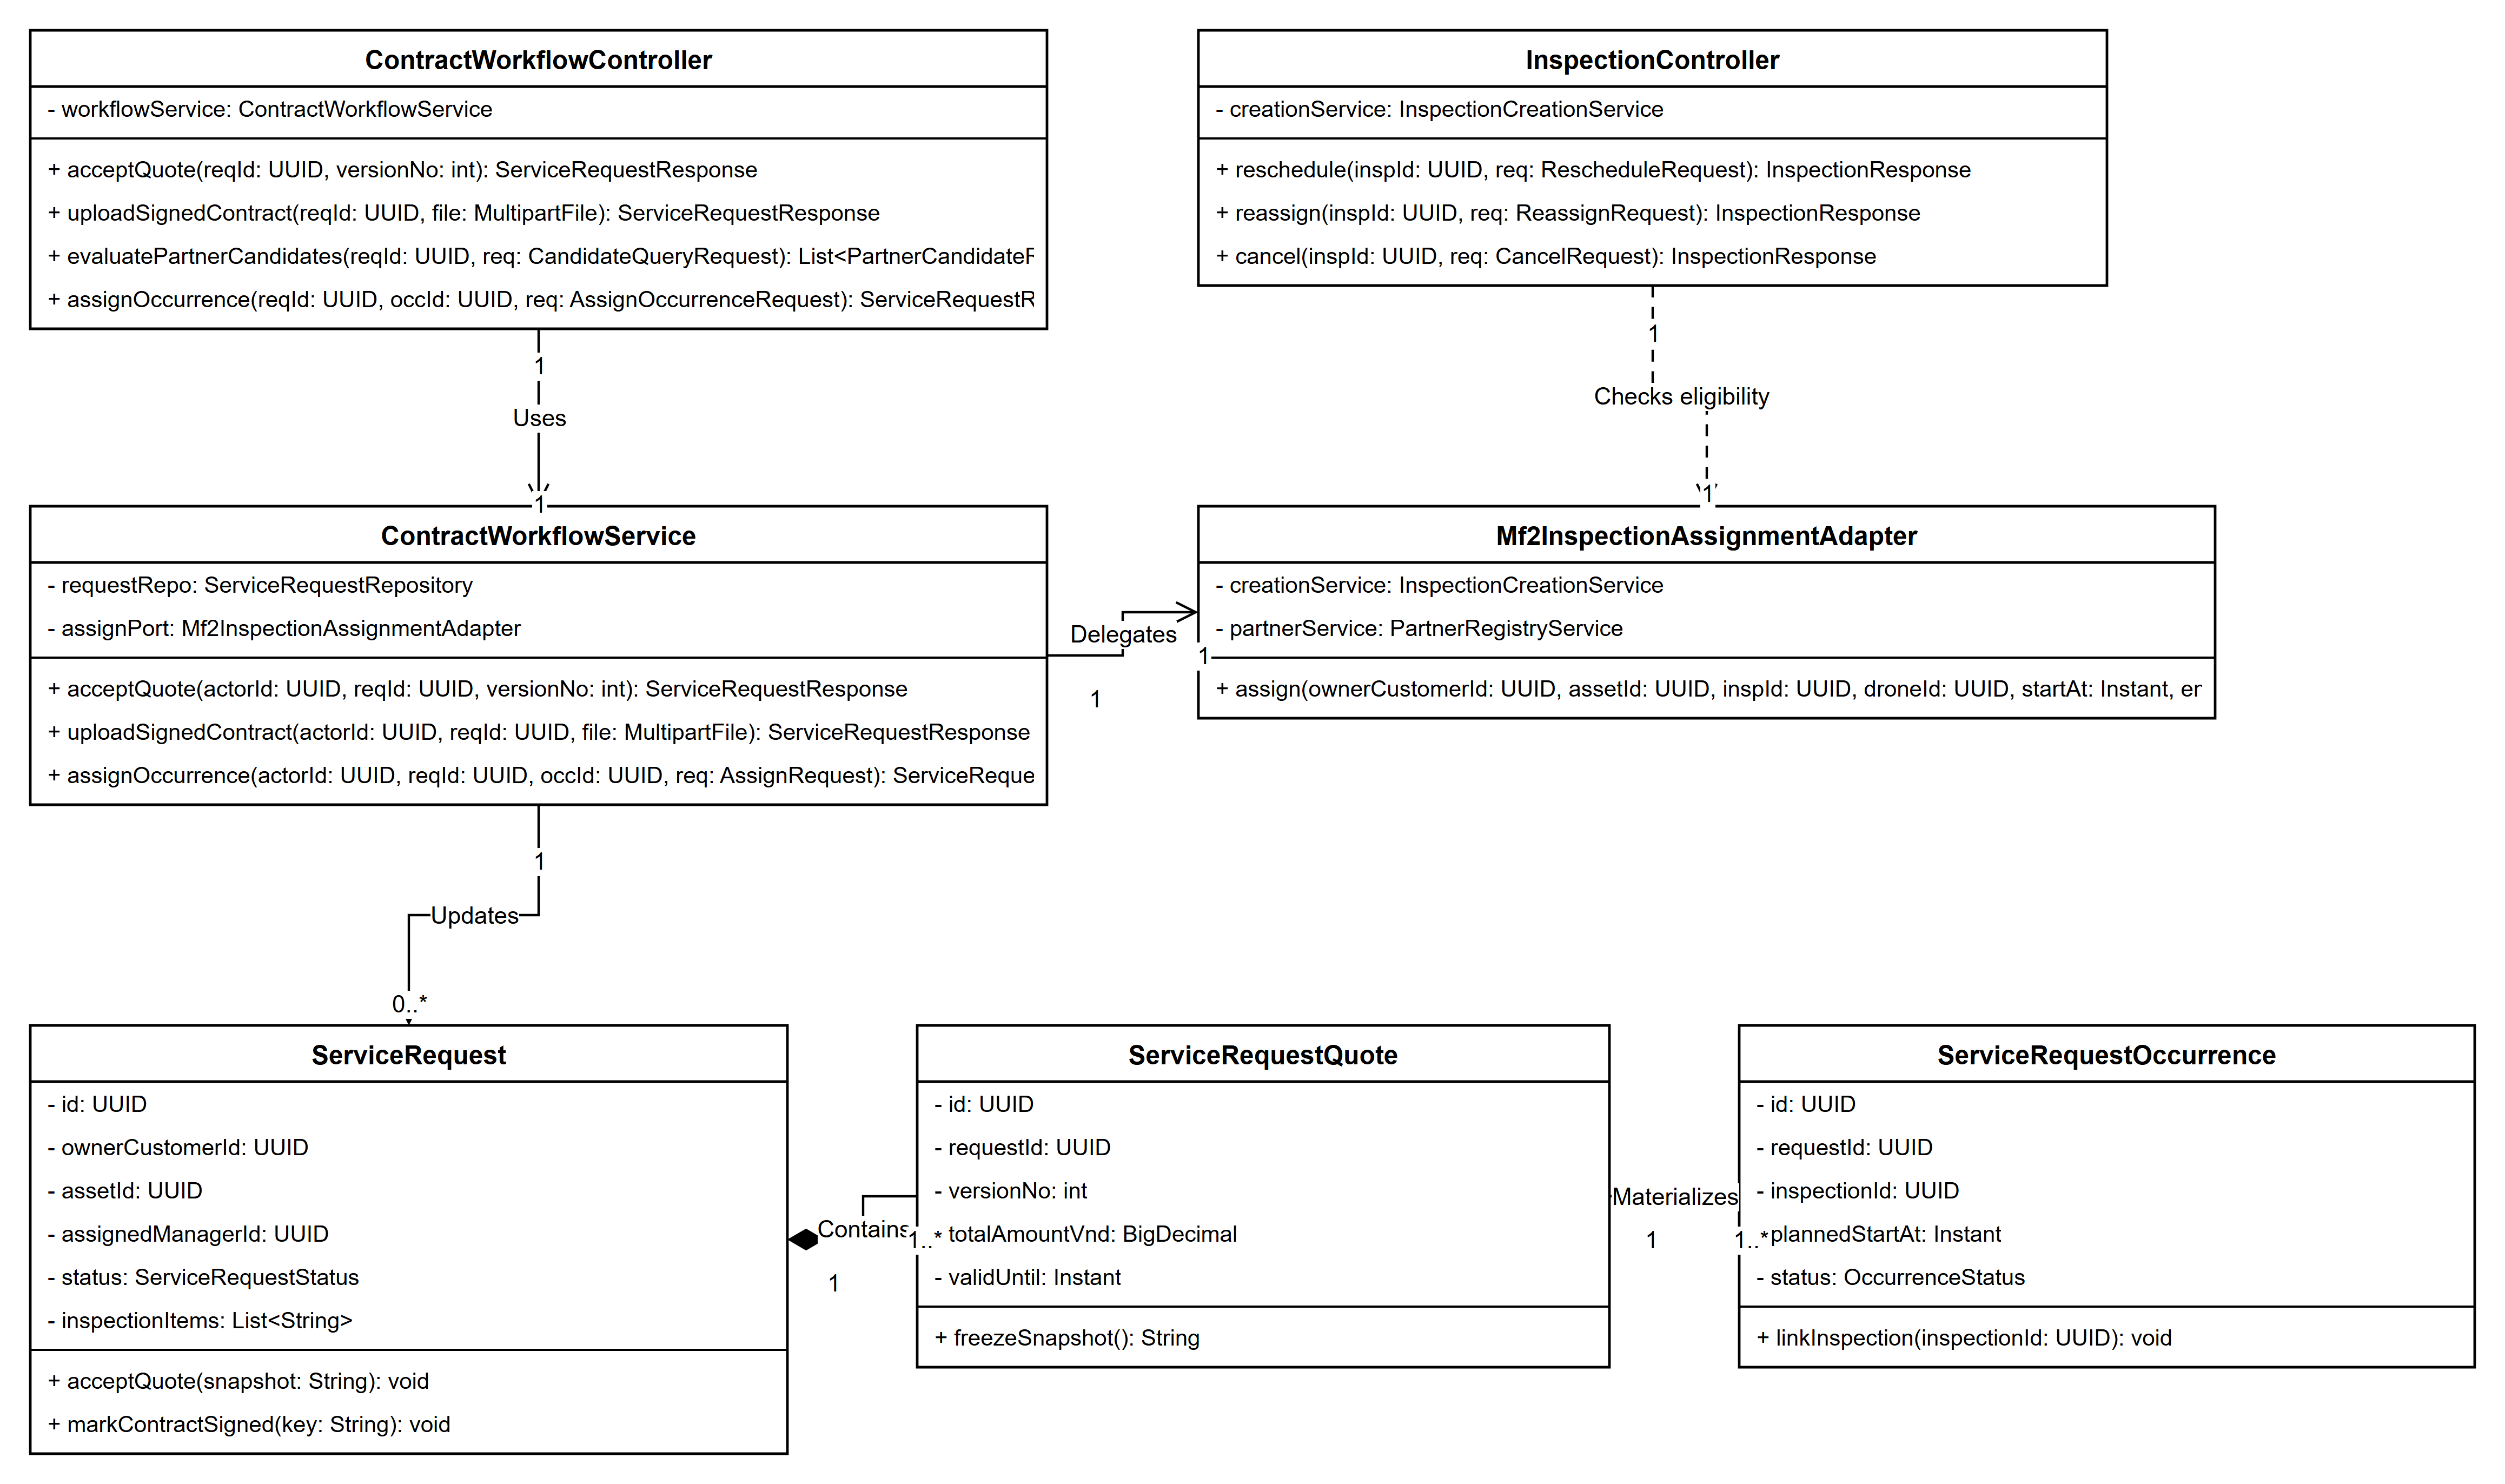 ContractWorkflowController
- workflowService: ContractWorkflowService
+ acceptQuote(reqId: UUID, versionNo: int): ServiceRequestResponse
+ uploadSignedContract(reqId: UUID, file: MultipartFile): ServiceRequestResponse
+ evaluatePartnerCandidates(reqId: UUID, req: CandidateQueryRequest): List<PartnerCandidateR
+ assignOccurrence(reqId: UUID, occId: UUID, req: AssignOccurrenceRequest): ServiceRequestR
InspectionController
- creationService: InspectionCreationService
+ reschedule(inspId: UUID, req: RescheduleRequest): InspectionResponse
+ reassign(inspId: UUID, req: ReassignRequest): InspectionResponse
+ cancel(inspId: UUID, req: CancelRequest): InspectionResponse
1
Uses
1
1
Checks eligibility
1
ContractWorkflowService
- requestRepo: ServiceRequestRepository
- assignPort: Mf2InspectionAssignmentAdapter
+ acceptQuote(actorId: UUID, reqId: UUID, versionNo: int): ServiceRequestResponse
+ uploadSignedContract(actorId: UUID, reqId: UUID, file: MultipartFile): ServiceRequestResponse
+ assignOccurrence(actorId: UUID, reqId: UUID, occId: UUID, req: AssignRequest): ServiceReque
Delegates
1
1
Mf2InspectionAssignmentAdapter
- creationService: InspectionCreationService
- partnerService: PartnerRegistryService
+ assign(ownerCustomerId: UUID, assetId: UUID, inspId: UUID, droneId: UUID, startAt: Instant, er
1
Updates
0..*
ServiceRequest
- id: UUID
- ownerCustomerId: UUID
- assetId: UUID
- assignedManagerId: UUID
- status: ServiceRequestStatus
- inspectionItems: List<String>
+ acceptQuote(snapshot: String): void
+ markContractSigned(key: String): void
Contains
1
1..*
ServiceRequestQuote
- id: UUID
- requestId: UUID
- versionNo: int
totalAmountVnd: BigDecimal
- validUntil: Instant
+ freezeSnapshot(): String
Materializes
1
1..*
ServiceRequestOccurrence
- id: UUID
- requestId: UUID
- inspectionId: UUID
plannedStartAt: Instant
- status: OccurrenceStatus
+ linkInspection(inspectionId: UUID): void